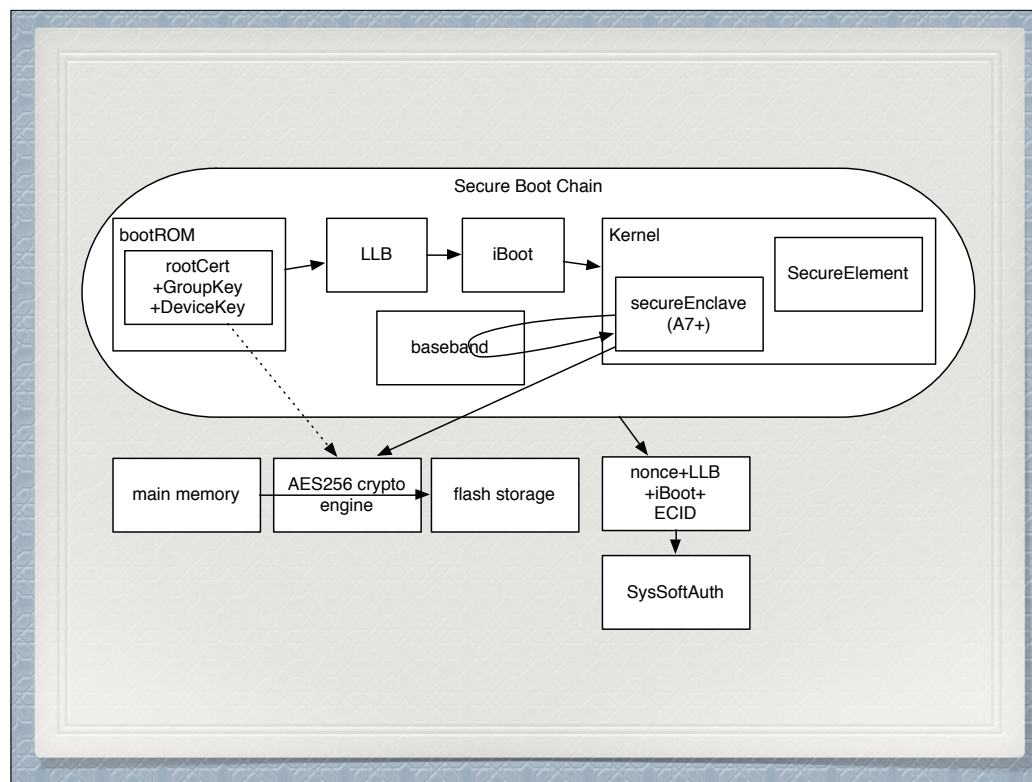 Secure Boot Chain
bootROM
rootCert
+GroupKey
+DeviceKey
LLB
iBoot
Kernel
SecureElement
secureEnclave
(A7+)
baseband
main memory
AES256 crypto
engine
flash storage
nonce+LLB
+iBoot+
ECID
SysSoftAuth